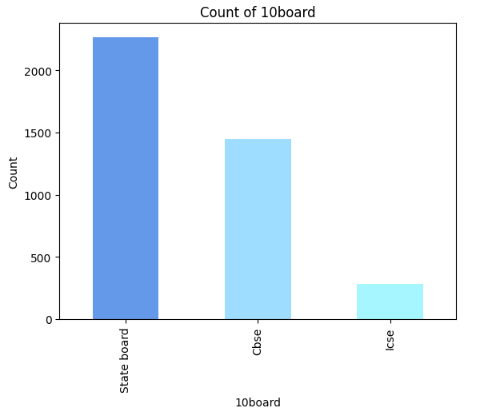 Count of 10board
Count
2000
1500
1000
500
0
State board
Cbse
Icse
10board